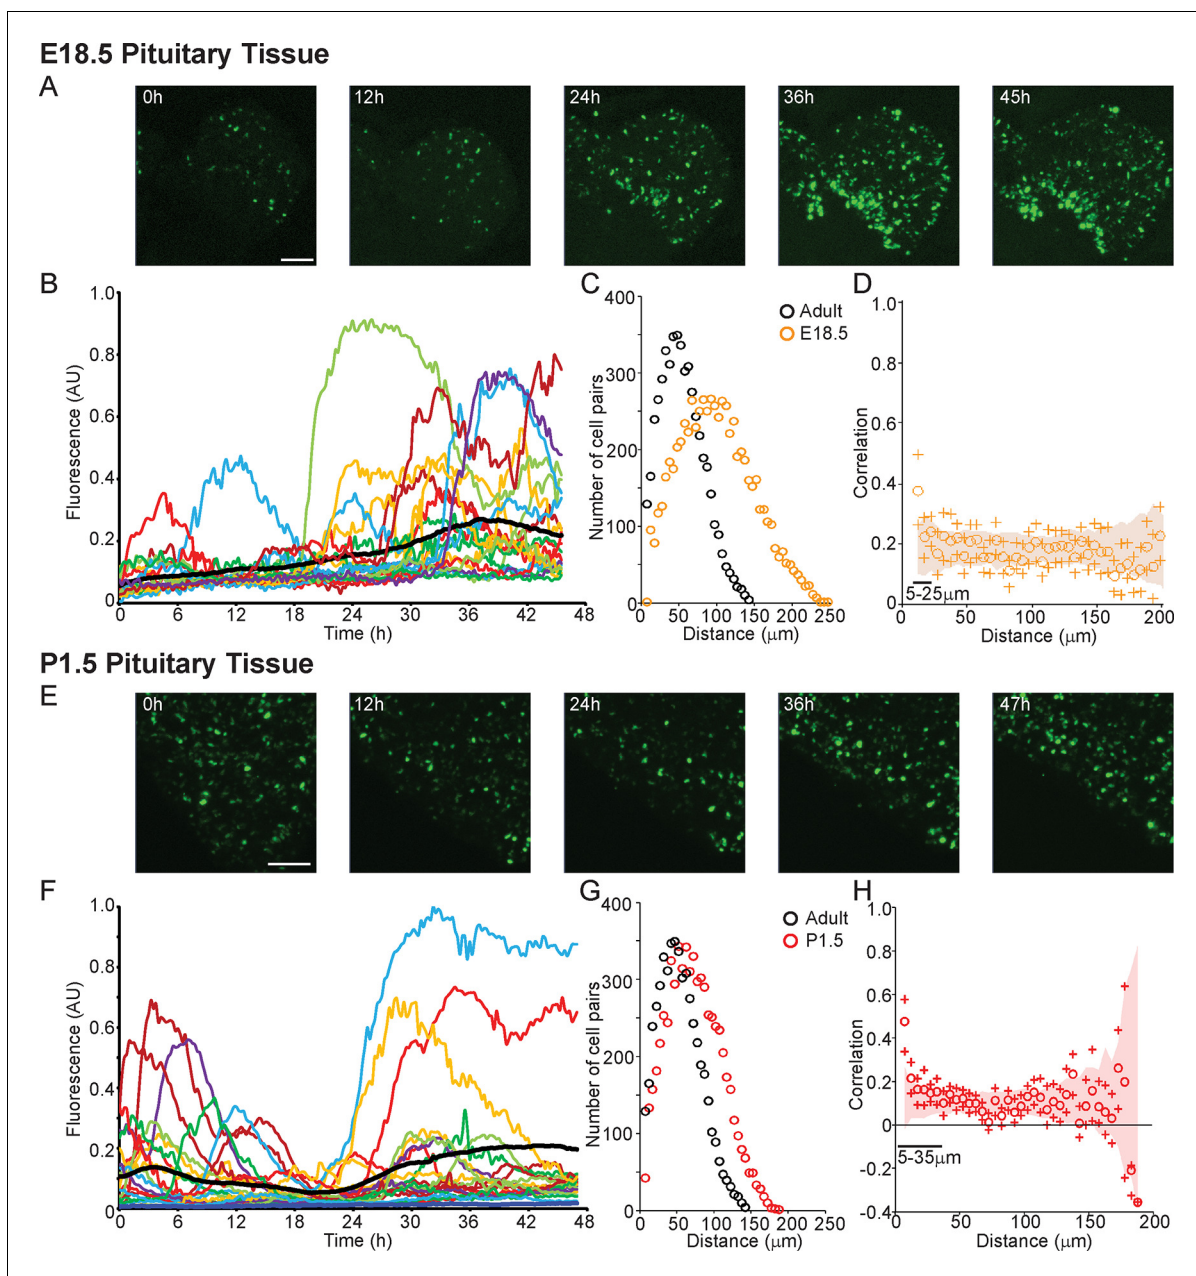 E18.5 Pituitary Tissue
A
0h 12h 24h 36h 45h
B C D
1.0
0.8
0.6
0.4
0.2
0
Fluorescence (AU)
0 6 12 18 24 30 36 42 48
Time (h)
400
300
200
100
0
Number of cell pairs
Adult
E18.5
0 50 100 150 200 250
Distance (μm)
1.0
0.8
0.6
0.4
0.2
0
Correlation
5-25μm
0 50 100 150 200
Distance (μm)
P1.5 Pituitary Tissue
E
0h 12h 24h 36h 47h
F G H
1.0
0.8
0.6
0.4
0.2
0
Fluorescence (AU)
0 6 12 18 24 30 36 42 48
Time (h)
400
300
200
100
0
Number of cell pairs
Adult
P1.5
0 50 100 150 200 250
Distance (μm)
1.0
0.8
0.6
0.4
0.2
0
-0.2
-0.4
Correlation
5-35μm
0 50 100 150 200
Distance (μm)